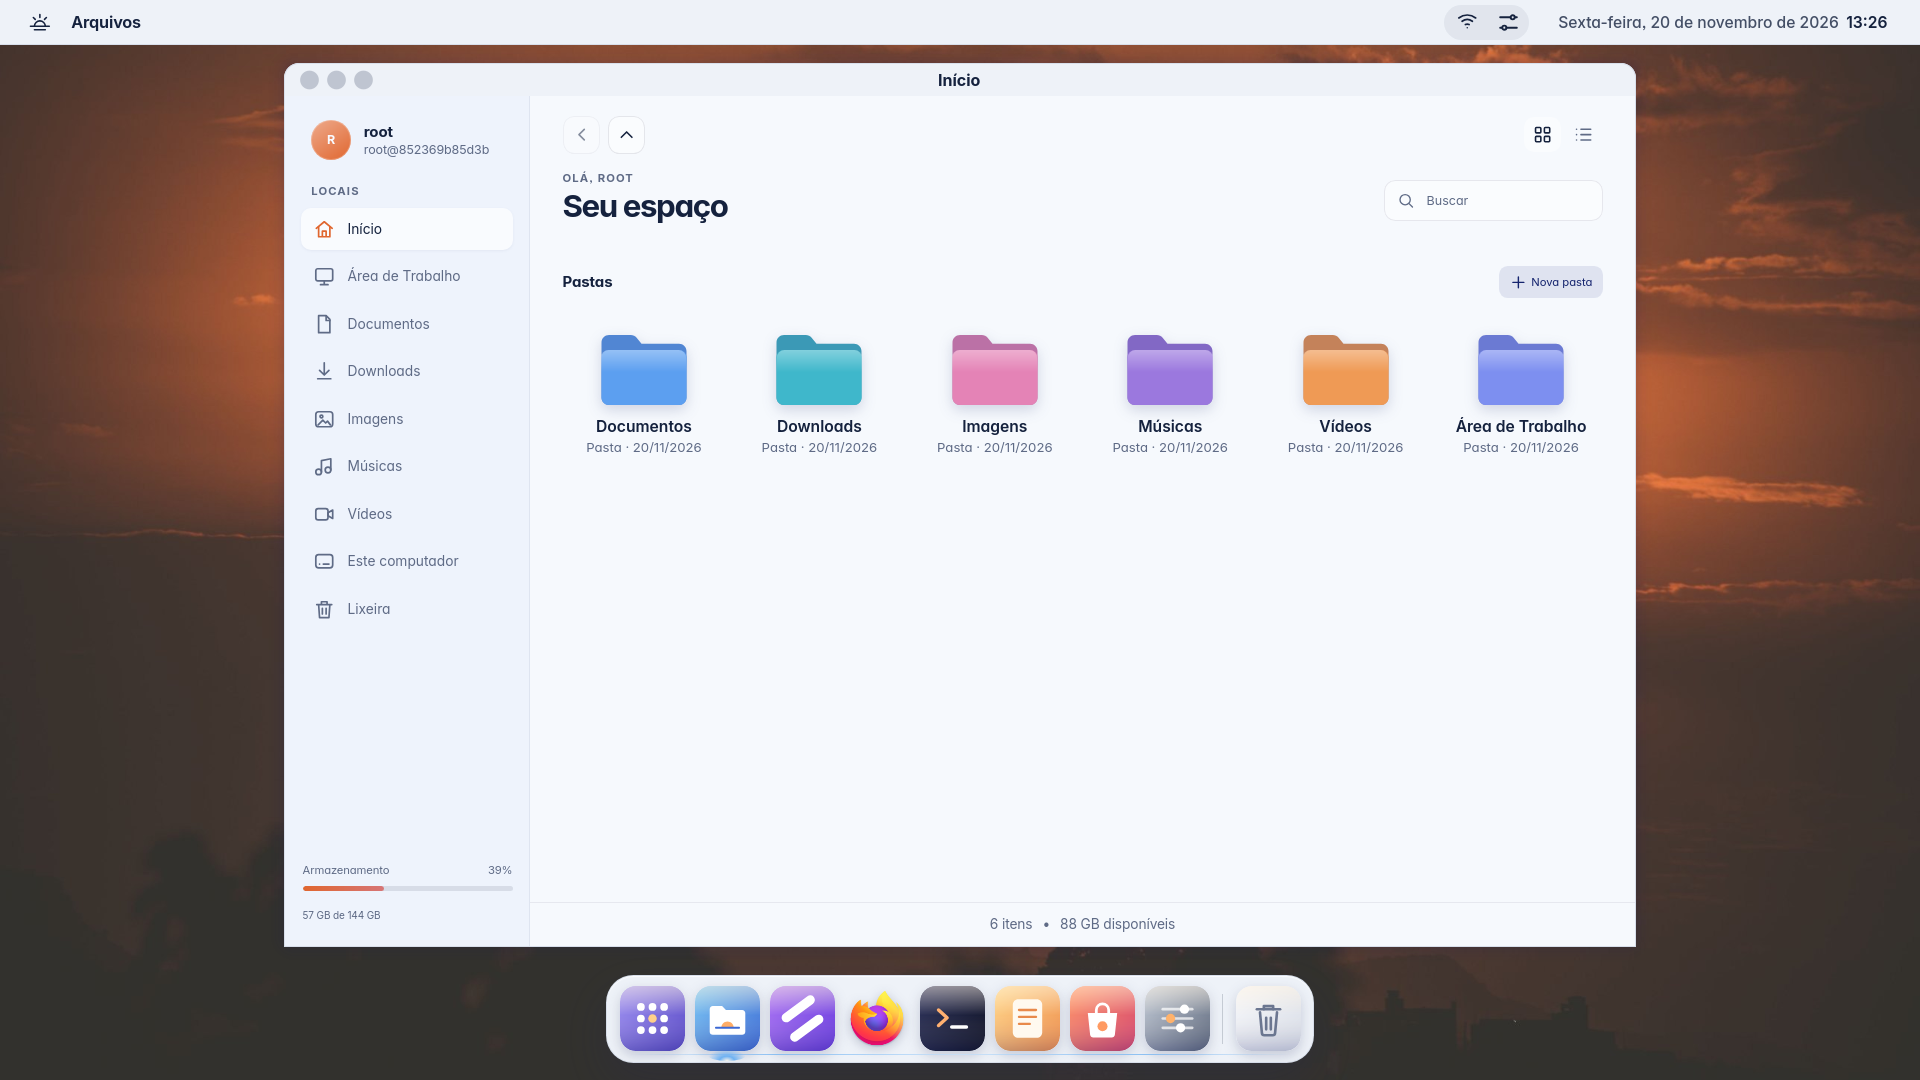 Arquivos
Sexta-feira, 20 de novembro de 2026 13:26
Início
R
root
root@852369b85d3b
LOCAIS
Início
Área de Trabalho
Documentos
Downloads
Imagens
Músicas
Vídeos
Este computador
Lixeira
Armazenamento 39%
57 GB de 144 GB
OLÁ, ROOT
Seu espaço
Buscar
Pastas
Nova pasta
Documentos Downloads Imagens Músicas Vídeos Área de Trabalho
Pasta · 20/11/2026 Pasta · 20/11/2026 Pasta · 20/11/2026 Pasta · 20/11/2026 Pasta · 20/11/2026 Pasta · 20/11/2026
6 itens • 88 GB disponíveis